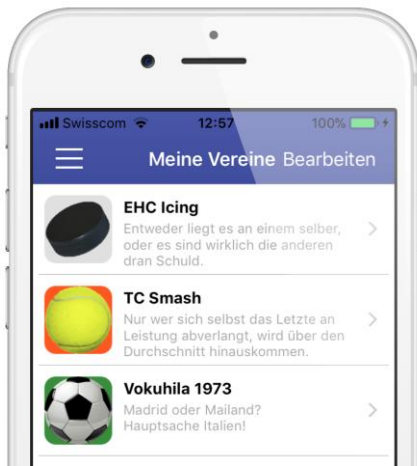 Swisscom 12:57 100%
Meine Vereine Bearbeiten
EHC Icing
Entweder liegt es an einem selber,
oder es sind wirklich die anderen
dran Schuld.
TC Smash
Nur wer sich selbst das Letzte an
Leistung abverlangt, wird über den
Durchschnitt hinauskommen.
Vokuhila 1973
Madrid oder Mailand?
Hauptsache Italien!